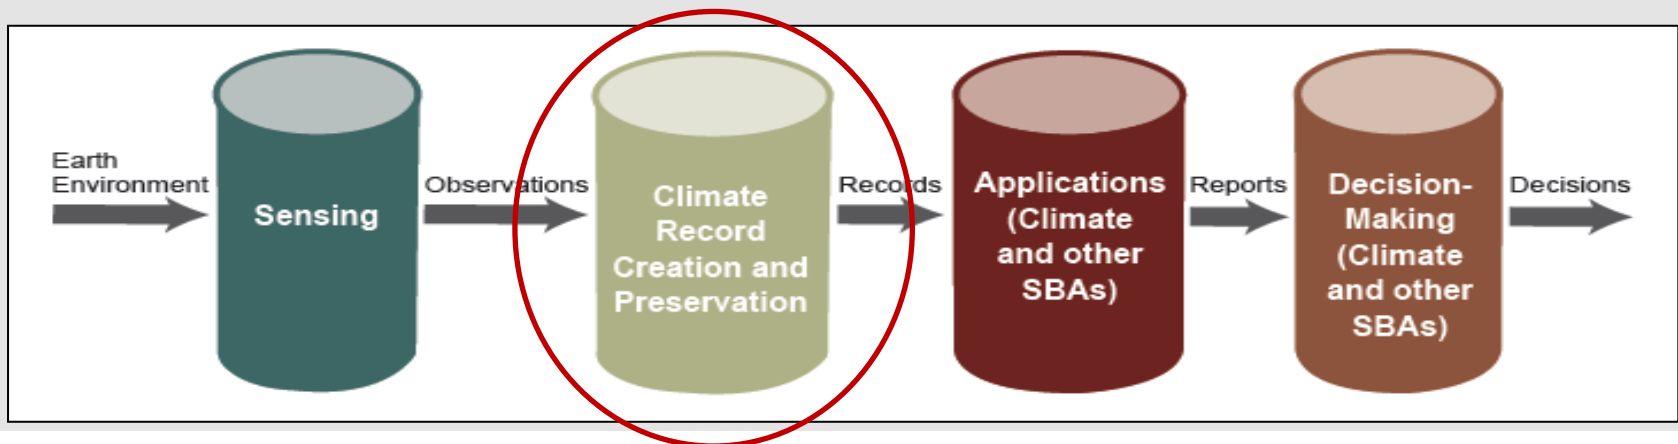 Earth
Environment
Sensing
Observations
Climate
Record
Creation and
Preservation
Records
Applications
(Climate
and other
SBAs)
Reports
Decision-
Making
(Climate
and other
SBAs)
Decisions